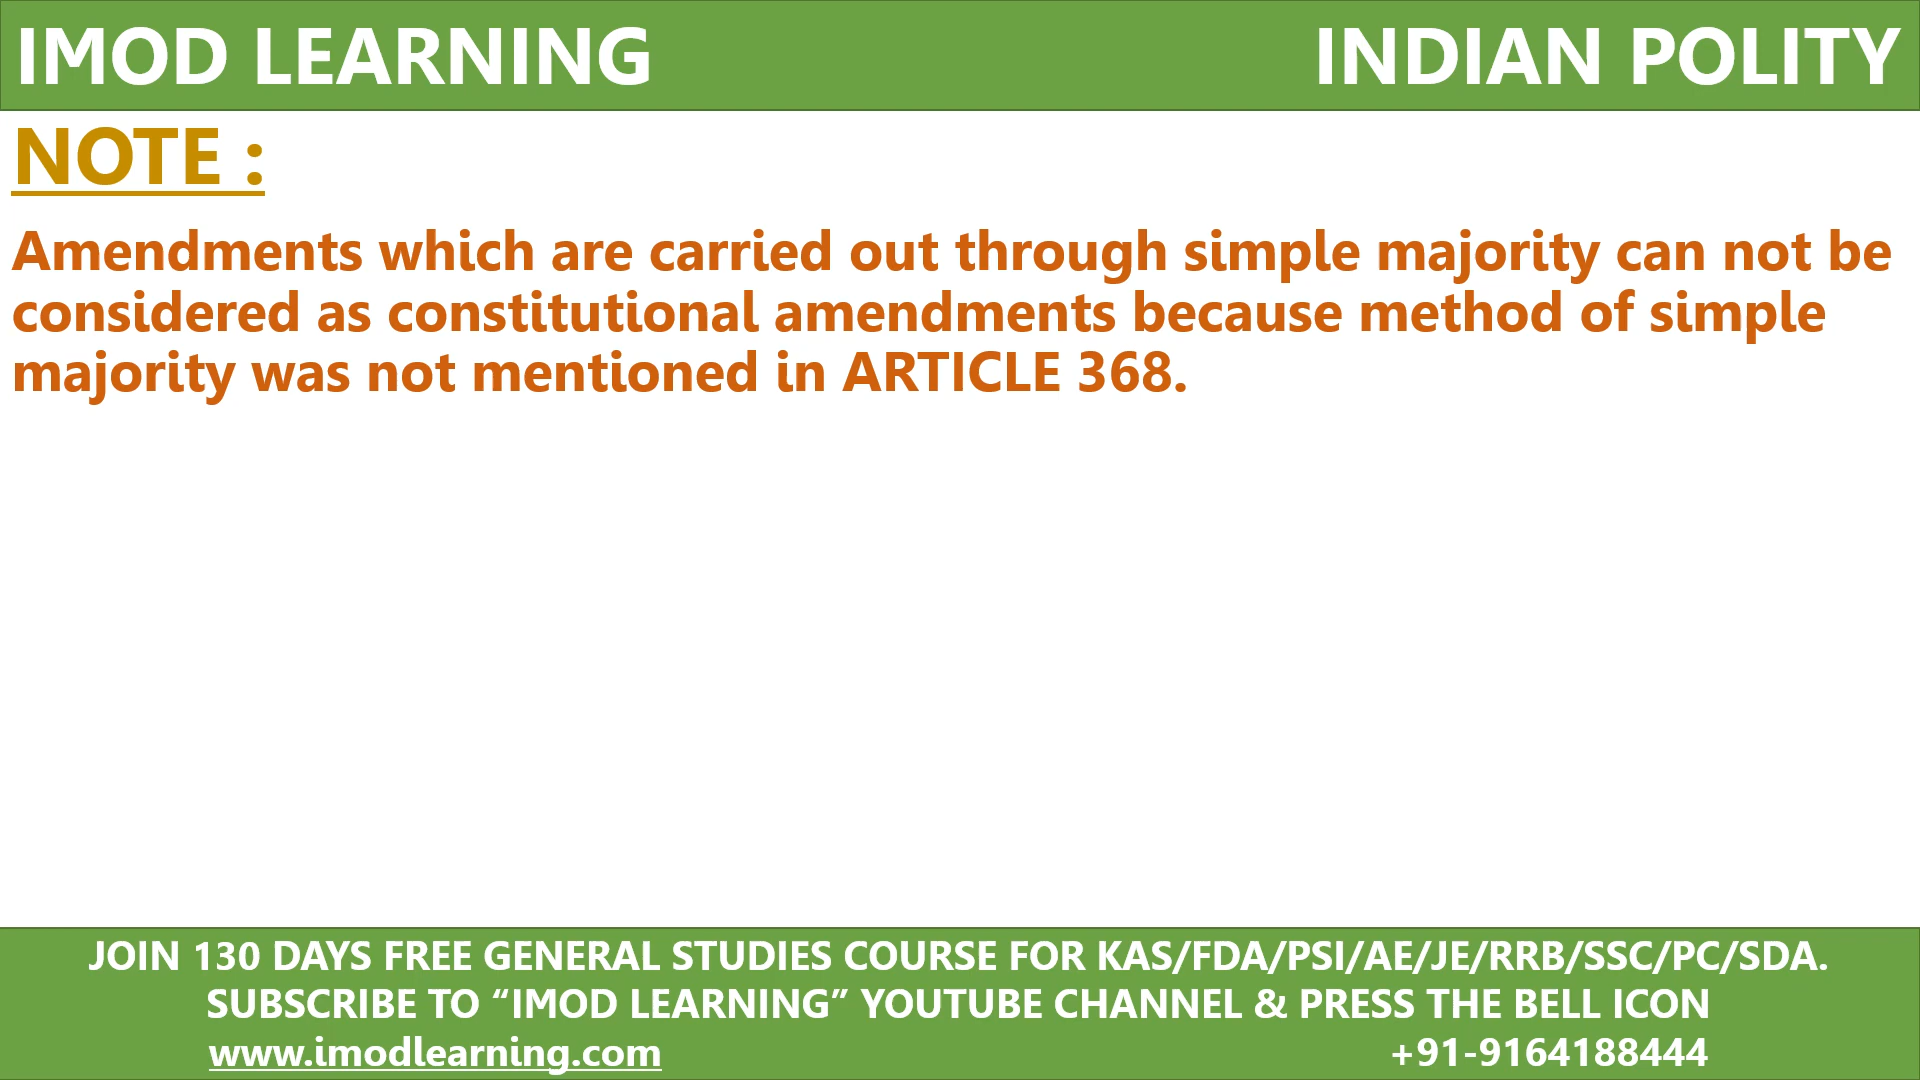 IMOD LEARNING INDIAN POLITY
NOTE :
Amendments which are carried out through simple majority can not be
considered as constitutional amendments because method of simple
majority was not mentioned in ARTICLE 368.
JOIN 130 DAYS FREE GENERAL STUDIES COURSE FOR KAS/FDA/PSI/AE/JE/RRB/SSC/PC/SDA.
SUBSCRIBE TO “IMOD LEARNING” YOUTUBE CHANNEL & PRESS THE BELL ICON
www.imodlearning.com +91-9164188444